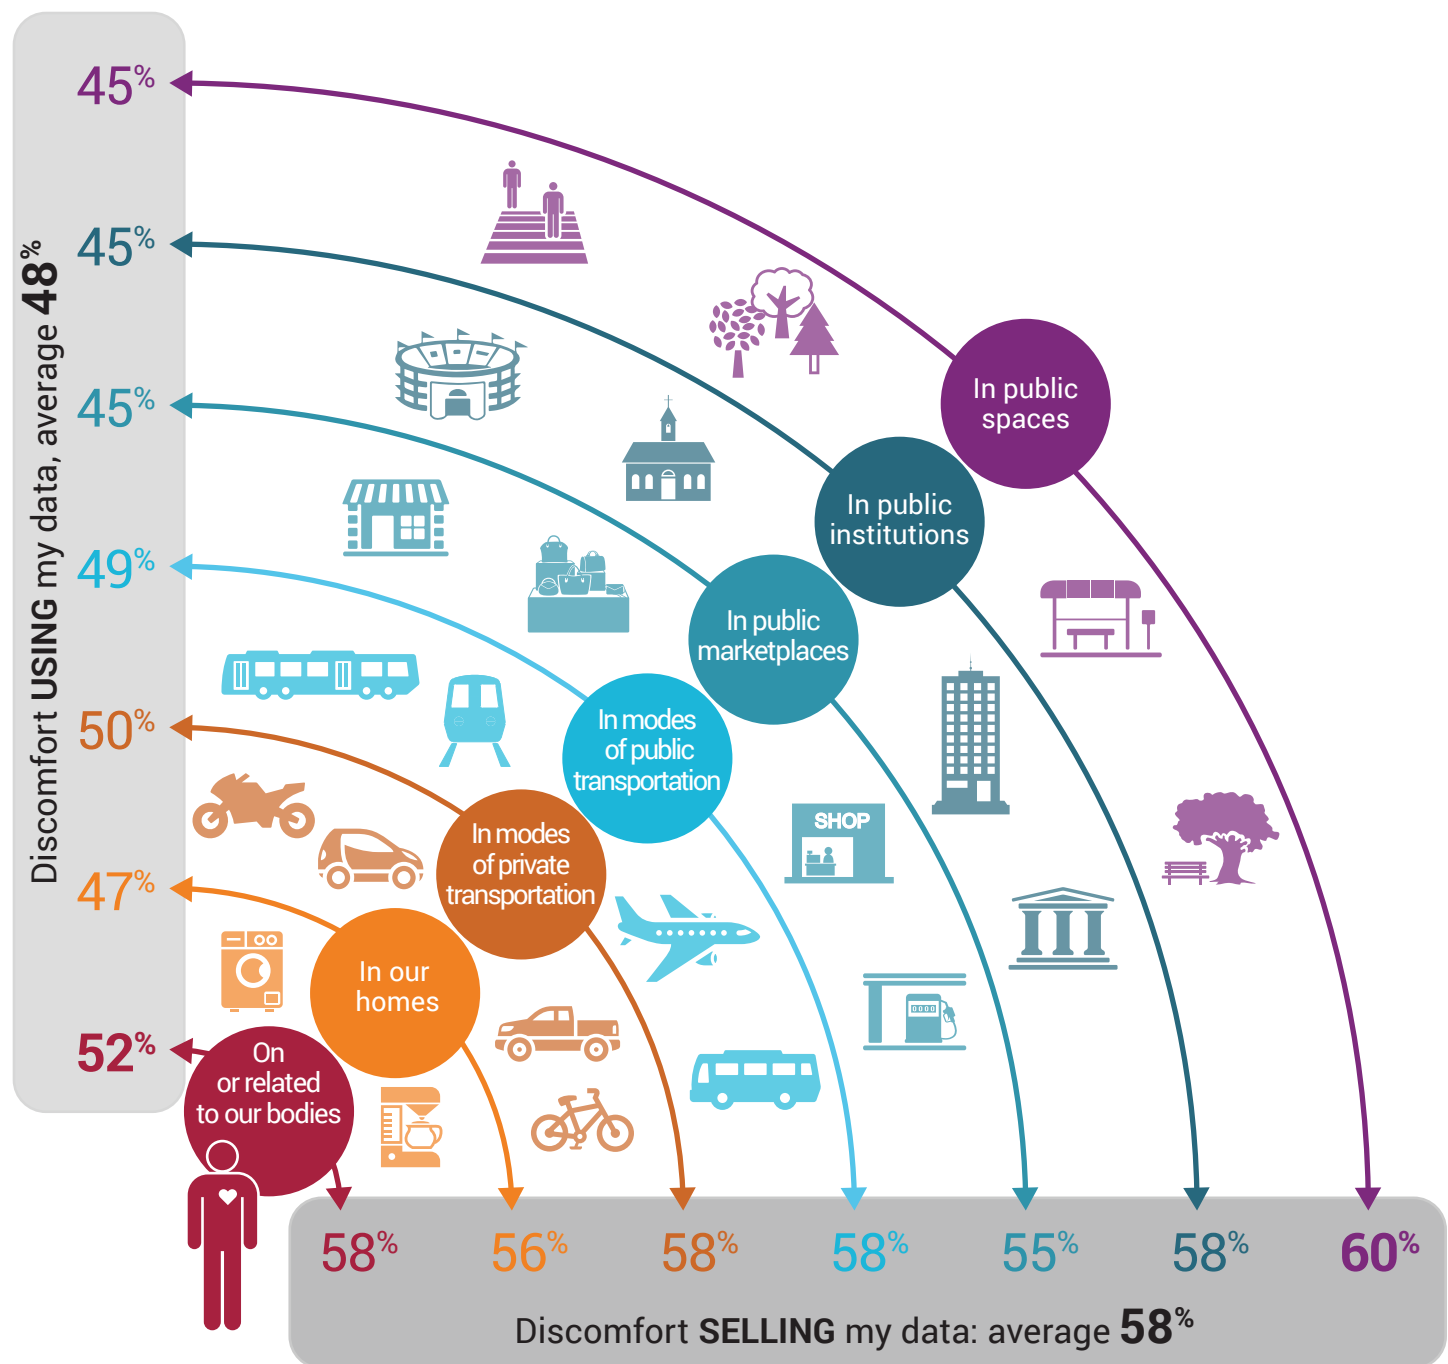 45%
45%
45%
49%
50%
47%
52%
Discomfort USING my data, average 48%
In public
spaces
In public
institutions
In public
marketplaces
In modes
of public
transportation
In modes
of private
transportation
In our
homes
On
or related
to our bodies
SHOP
0000
58%
56%
58%
58%
55%
58%
60%
Discomfort SELLING my data: average 58%